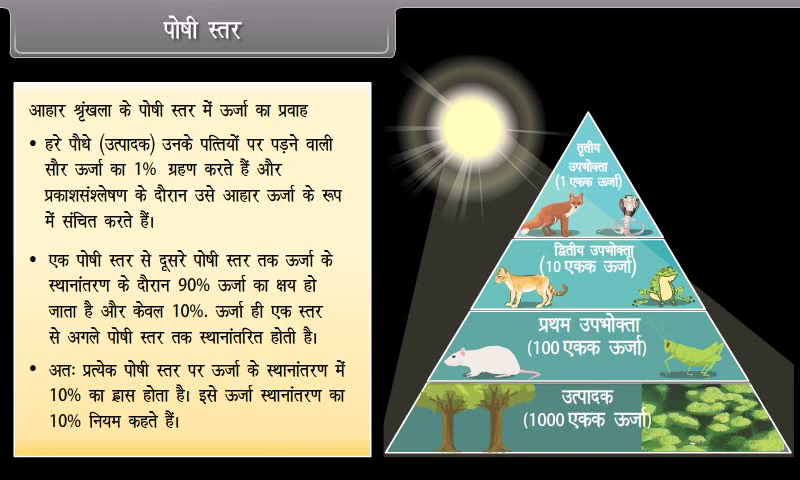 पोषी स्तर
आहार श्रृंखला के पोषी स्तर में ऊर्जा का प्रवाह
• हरे पौधे (उत्पादक) उनके पत्तियों पर पड़ने वाली
सौर ऊर्जा का 1% ग्रहण करते हैं और
प्रकाशसंश्लेषण के दौरान उसे आहार ऊर्जा के रूप
में संचित करते हैं।
• एक पोषी स्तर से दूसरे पोषी स्तर तक ऊर्जा के
स्थानांतरण के दौरान 90% ऊर्जा का क्षय हो
जाता है और केवल 10%. ऊर्जा ही एक स्तर
से अगले पोषी स्तर तक स्थानांतरित होती है।
• अतः प्रत्येक पोषी स्तर पर ऊर्जा के स्थानांतरण में
10% का ह्रास होता है। इसे ऊर्जा स्थानांतरण का
10% नियम कहते हैं।
तृतीय
उपभोक्ता
(1 एकक ऊर्जा)
द्वितीय उपभोक्ता
(10 एकक ऊर्जा)
प्रथम उपभोक्ता
(100 एकक ऊर्जा)
उत्पादक
(1000 एकक ऊर्जा)